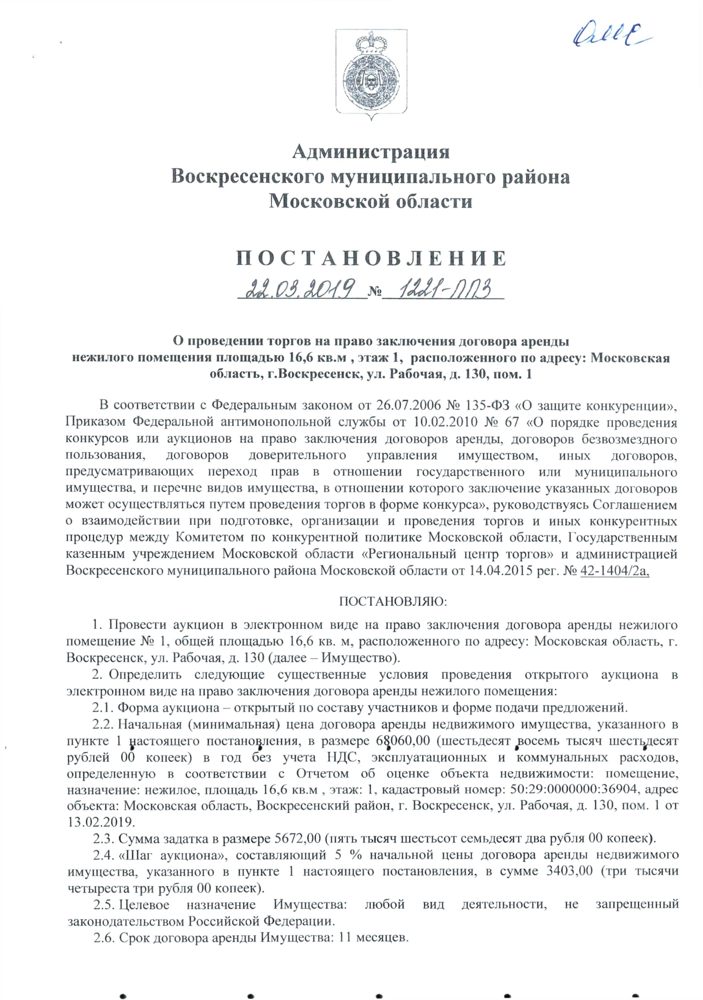 Администрация
Воскресенского муниципального района
Московской области
ПОСТАНОВЛЕНИЕ
22.03.2019 № 1221-ППЗ
О проведении торгов на право заключения договора аренды
нежилого помещения площадью 16,6 кв.м , этаж 1, расположенного по адресу: Московская
область, г.Воскресенск, ул. Рабочая, д. 130, пом. 1
В соответствии с Федеральным законом от 26.07.2006 № 135-ФЗ «О защите конкуренции»,
Приказом Федеральной антимонопольной службы от 10.02.2010 № 67 «О порядке проведения
конкурсов или аукционов на право заключения договоров аренды, договоров безвозмездного
пользования, договоров доверительного управления имуществом, иных договоров,
предусматривающих переход прав в отношении государственного или муниципального
имущества, и перечне видов имущества, в отношении которого заключение указанных договоров
может осуществляться путем проведения торгов в форме конкурса», руководствуясь Соглашением
о взаимодействии при подготовке, организации и проведения торгов и иных конкурентных
процедур между Комитетом по конкурентной политике Московской области, Государственным
казенным учреждением Московской области «Региональный центр торгов» и администрацией
Воскресенского муниципального района Московской области от 14.04.2015 рег. № 42-1404/2а,
ПОСТАНОВЛЯЮ:
1. Провести аукцион в электронном виде на право заключения договора аренды нежилого
помещение № 1, общей площадью 16,6 кв. м, расположенного по адресу: Московская область, г.
Воскресенск, ул. Рабочая, д. 130 (далее – Имущество).
2. Определить следующие существенные условия проведения открытого аукциона в
электронном виде на право заключения договора аренды нежилого помещения:
2.1. Форма аукциона – открытый по составу участников и форме подачи предложений.
2.2. Начальная (минимальная) цена договора аренды недвижимого имущества, указанного в
пункте 1 настоящего постановления, в размере 68060,00 (шестьдесят восемь тысяч шестьдесят
рублей 00 копеек) в год без учета НДС, эксплуатационных и коммунальных расходов,
определенную в соответствии с Отчетом об оценке объекта недвижимости: помещение,
назначение: нежилое, площадь 16,6 кв.м , этаж: 1, кадастровый номер: 50:29:0000000:36904, адрес
объекта: Московская область, Воскресенский район, г. Воскресенск, ул. Рабочая, д. 130, пом. 1 от
13.02.2019.
2.3. Сумма задатка в размере 5672,00 (пять тысяч шестьсот семьдесят два рубля 00 копеек).
2.4. «Шаг аукциона», составляющий 5 % начальной цены договора аренды недвижимого
имущества, указанного в пункте 1 настоящего постановления, в сумме 3403,00 (три тысячи
четыреста три рубля 00 копеек).
2.5. Целевое назначение Имущества: любой вид деятельности, не запрещенный
законодательством Российской Федерации.
2.6. Срок договора аренды Имущества: 11 месяцев.